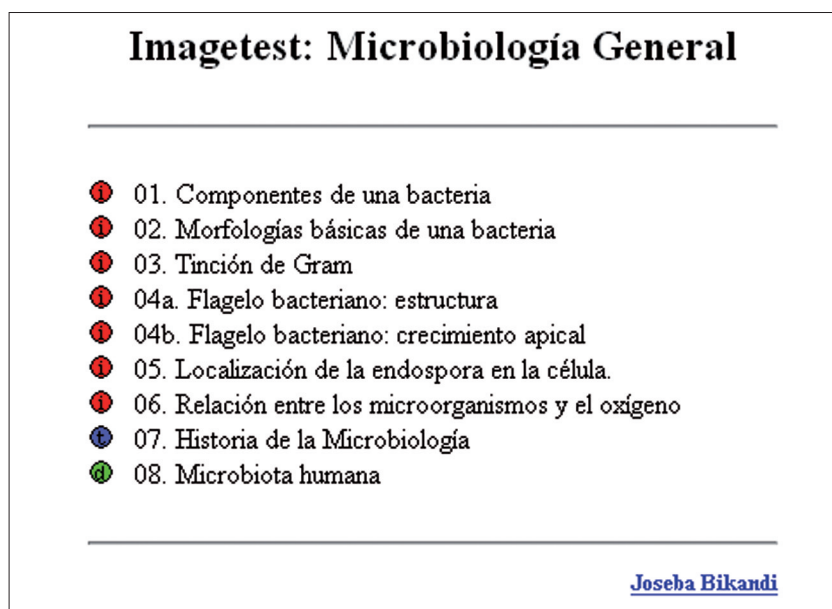 Imagetest: Microbiología General
i 01. Componentes de una bacteria
i 02. Morfologías básicas de una bacteria
i 03. Tinción de Gram
i 04a. Flagelo bacteriano: estructura
i 04b. Flagelo bacteriano: crecimiento apical
i 05. Localización de la endospora en la célula.
i 06. Relación entre los microorganismos y el oxígeno
t 07. Historia de la Microbiología
d 08. Microbiota humana
Joseba Bikandi